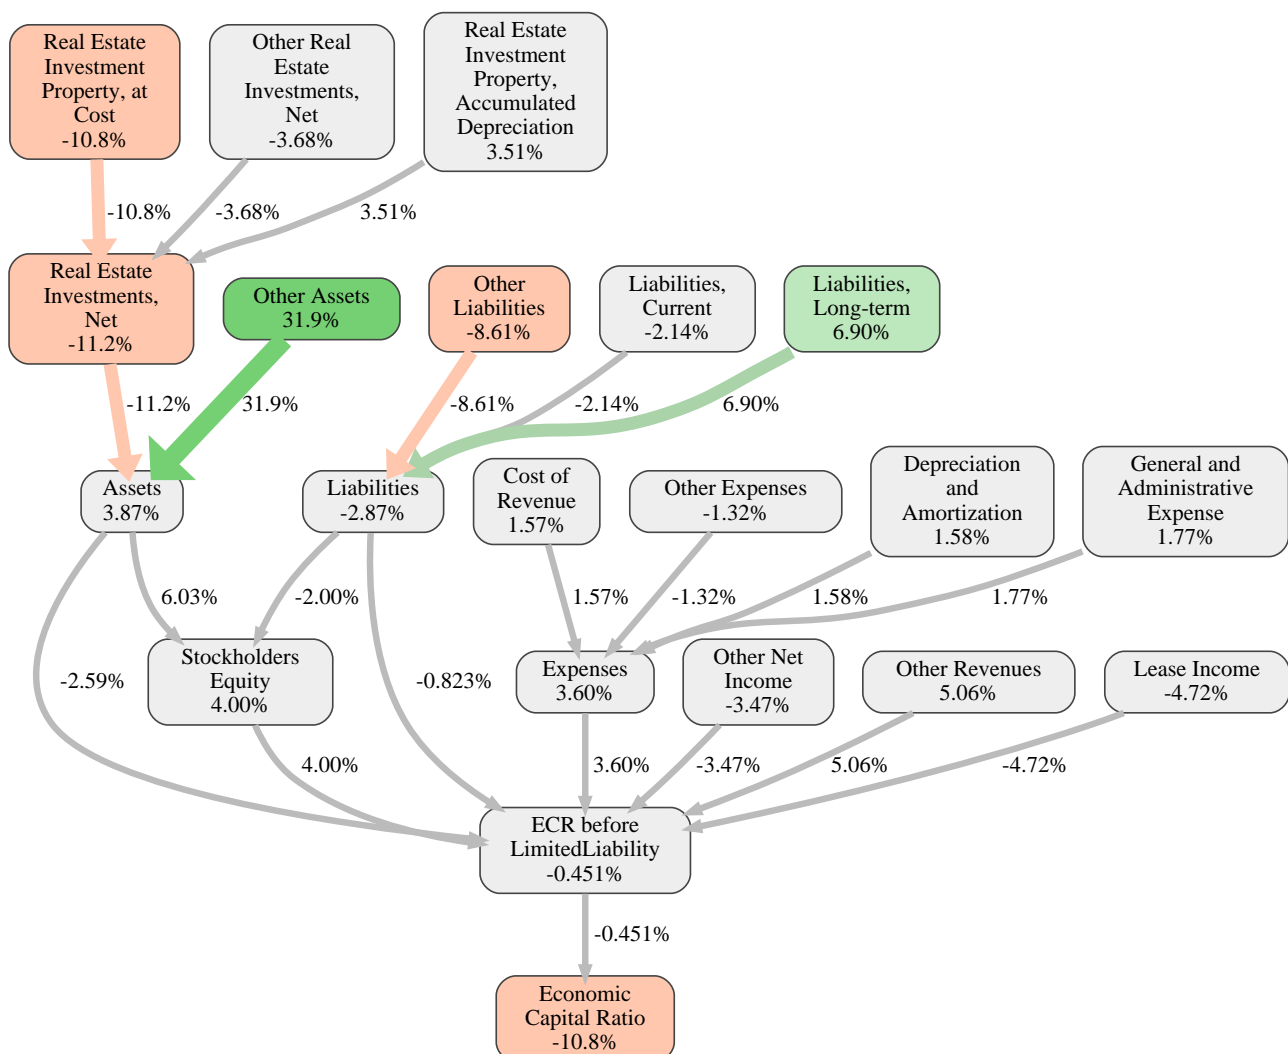 Real Estate
Investment
Property, at
Cost
-10.8%
Other Real
Estate
Investments,
Net
-3.68%
Real Estate
Investment
Property,
Accumulated
Depreciation
3.51%
-10.8%
-3.68%
3.51%
Real Estate
Investments,
Net
-11.2%
Other Assets
31.9%
Other
Liabilities
-8.61%
Liabilities,
Current
-2.14%
Liabilities,
Long-term
6.90%
-11.2%
31.9%
-8.61%
-2.14%
6.90%
Assets
3.87%
Liabilities
-2.87%
Cost of
Revenue
1.57%
Other Expenses
-1.32%
Depreciation
and
Amortization
1.58%
General and
Administrative
Expense
1.77%
6.03%
-2.00%
1.57%
-1.32%
1.58%
1.77%
Stockholders
Equity
4.00%
Expenses
3.60%
Other Net
Income
-3.47%
Other Revenues
5.06%
Lease Income
-4.72%
-2.59%
-0.823%
4.00%
3.60%
-3.47%
5.06%
-4.72%
ECR before
LimitedLiability
-0.451%
-0.451%
Economic
Capital Ratio
-10.8%